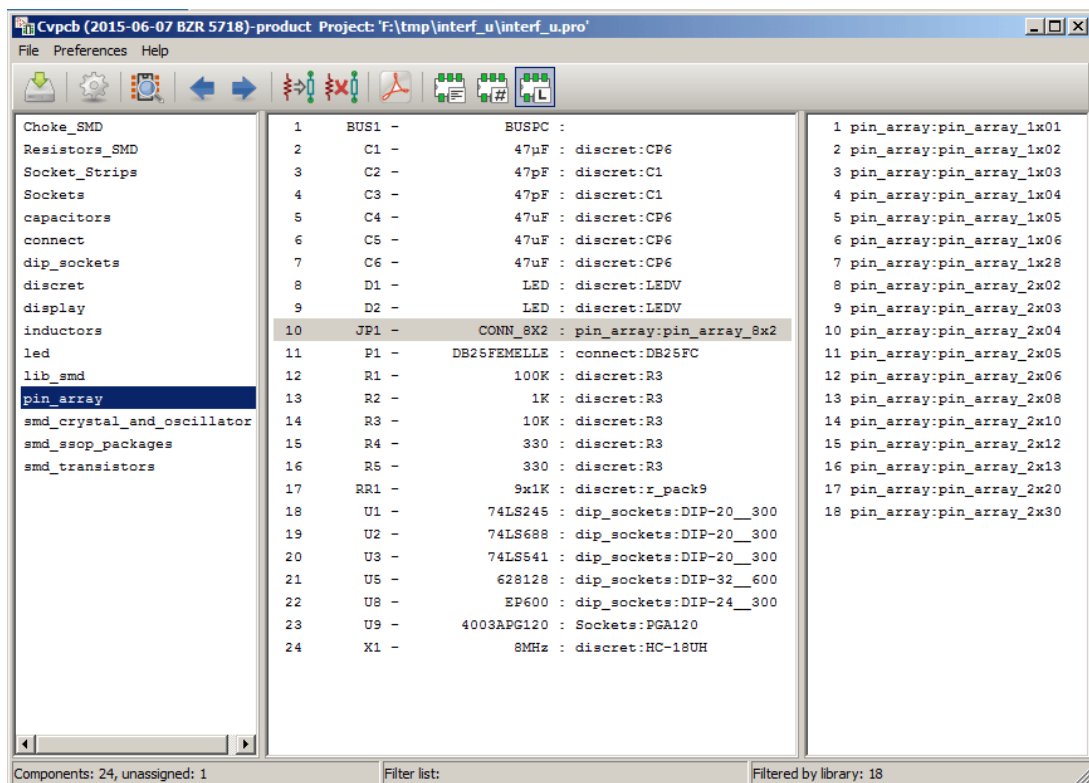 Cvpcb (2015-06-07 BZR 5718)-product Project: 'F:\tmp\interf_u\interf_u.pro'
File Preferences Help
Choke_SMD
Resistors_SMD
Socket_Strips
Sockets
capacitors
connect
dip_sockets
discret
display
inductors
led
lib_smd
pin_array
smd_crystal_and_oscillator
smd_ssop_packages
smd_transistors
1 BUS1 - BUSPC :
2 C1 - 47µF : discret:CP6
3 C2 - 47pF : discret:C1
4 C3 - 47pF : discret:C1
5 C4 - 47uF : discret:CP6
6 C5 - 47uF : discret:CP6
7 C6 - 47uF : discret:CP6
8 D1 - LED : discret:LEDV
9 D2 - LED : discret:LEDV
10 JP1 - CONN_8X2 : pin_array:pin_array_8x2
11 P1 - DB25FEMELLE : connect:DB25FC
12 R1 - 100K : discret:R3
13 R2 - 1K : discret:R3
14 R3 - 10K : discret:R3
15 R4 - 330 : discret:R3
16 R5 - 330 : discret:R3
17 RR1 - 9x1K : discret:r_pack9
18 U1 - 74LS245 : dip_sockets:DIP-20__300
19 U2 - 74LS688 : dip_sockets:DIP-20__300
20 U3 - 74LS541 : dip_sockets:DIP-20__300
21 U5 - 628128 : dip_sockets:DIP-32__600
22 U8 - EP600 : dip_sockets:DIP-24__300
23 U9 - 4003APG120 : Sockets:PGA120
24 X1 - 8MHz : discret:HC-18UH
1 pin_array:pin_array_1x01
2 pin_array:pin_array_1x02
3 pin_array:pin_array_1x03
4 pin_array:pin_array_1x04
5 pin_array:pin_array_1x05
6 pin_array:pin_array_1x06
7 pin_array:pin_array_1x28
8 pin_array:pin_array_2x02
9 pin_array:pin_array_2x03
10 pin_array:pin_array_2x04
11 pin_array:pin_array_2x05
12 pin_array:pin_array_2x06
13 pin_array:pin_array_2x08
14 pin_array:pin_array_2x10
15 pin_array:pin_array_2x12
16 pin_array:pin_array_2x13
17 pin_array:pin_array_2x20
18 pin_array:pin_array_2x30
Components: 24, unassigned: 1
Filter list:
Filtered by library: 18